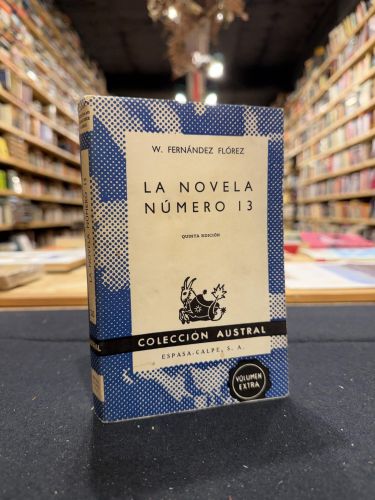 W. FERNÁNDEZ FLÓREZ
LA NOVELA
NÚMERO 13
QUINTA EDICIÓN
COLECCIÓN AUSTRAL
ESPASA-CALPE, S. A.
VOLUMEN
EXTRA